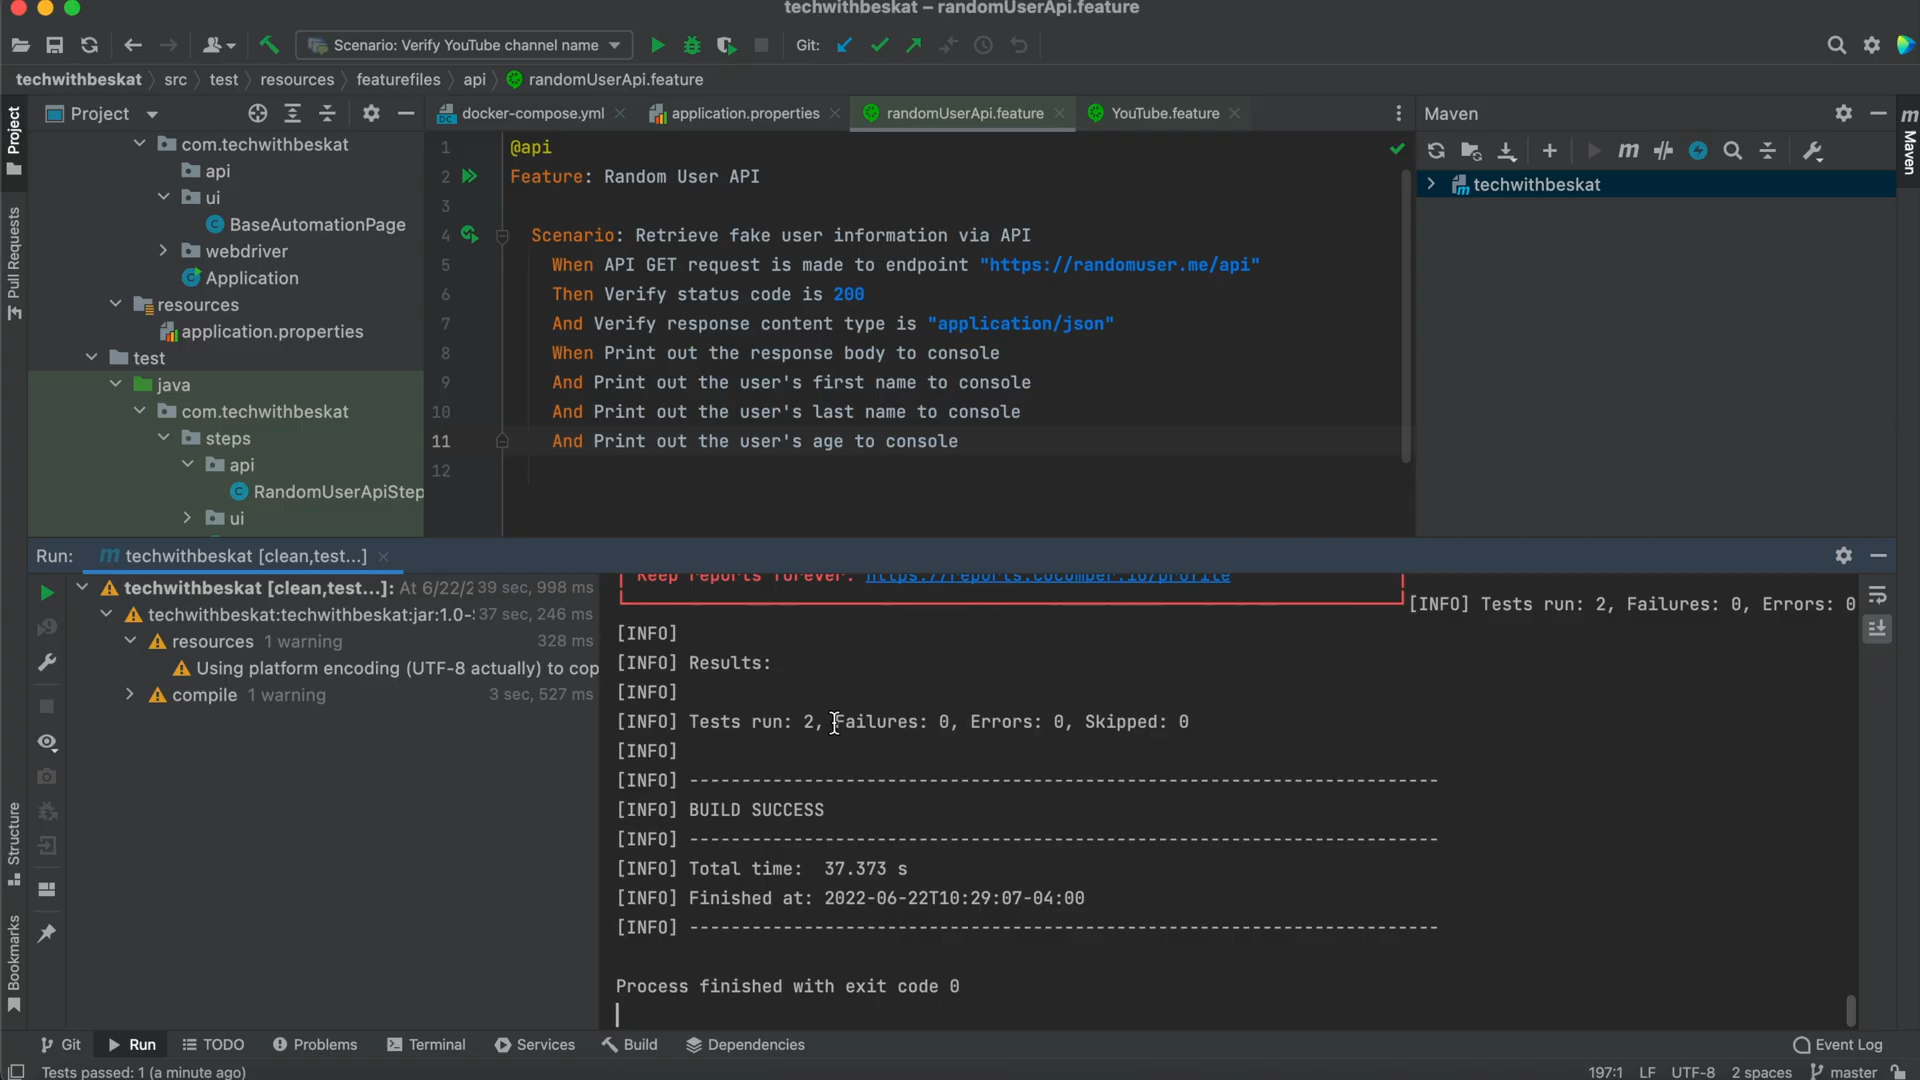 techwithbeskat – randomUserApi.feature
Scenario: Verify YouTube channel name
Git:
techwithbeskat
src
test
resources
featurefiles
api
randomUserApi.feature
Project
docker-compose.yml
application.properties
randomUserApi.feature
YouTube.feature
Maven
Project
Pull Requests
Structure
Bookmarks
Maven
com.techwithbeskat
api
ui
BaseAutomationPage
webdriver
Application
resources
application.properties
test
java
com.techwithbeskat
steps
api
RandomUserApiStep
ui
1 @api
2 Feature: Random User API
3
4 Scenario: Retrieve fake user information via API
5 When API GET request is made to endpoint "https://randomuser.me/api"
6 Then Verify status code is 200
7 And Verify response content type is "application/json"
8 When Print out the response body to console
9 And Print out the user's first name to console
10 And Print out the user's last name to console
11 And Print out the user's age to console
12
techwithbeskat
Run:
techwithbeskat [clean,test...]
techwithbeskat [clean,test...]: At 6/22/2 39 sec, 998 ms
techwithbeskat:techwithbeskat:jar:1.0-: 37 sec, 246 ms
resources 1 warning 328 ms
Using platform encoding (UTF-8 actually) to cop
compile 1 warning 3 sec, 527 ms
Keep reports forever: https://reports.cucumber.io/profile
[INFO] Tests run: 2, Failures: 0, Errors: 0
[INFO]
[INFO] Results:
[INFO]
[INFO] Tests run: 2, Failures: 0, Errors: 0, Skipped: 0
[INFO]
[INFO] ------------------------------------------------------------------------
[INFO] BUILD SUCCESS
[INFO] ------------------------------------------------------------------------
[INFO] Total time:  37.373 s
[INFO] Finished at: 2022-06-22T10:29:07-04:00
[INFO] ------------------------------------------------------------------------
Process finished with exit code 0
Git
Run
TODO
Problems
Terminal
Services
Build
Dependencies
Event Log
Tests passed: 1 (a minute ago)
197:1
LF
UTF-8
2 spaces
master